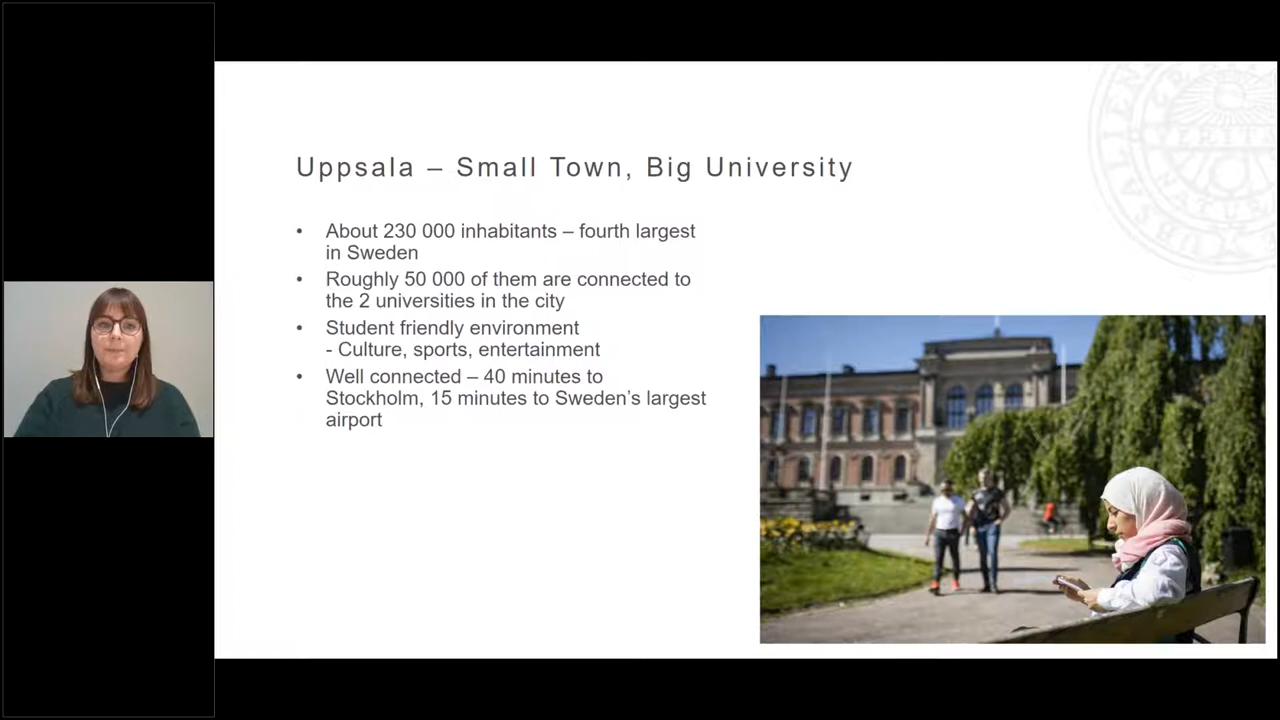 Uppsala – Small Town, Big University
• About 230 000 inhabitants – fourth largest
in Sweden
• Roughly 50 000 of them are connected to
the 2 universities in the city
• Student friendly environment
- Culture, sports, entertainment
• Well connected – 40 minutes to
Stockholm, 15 minutes to Sweden’s largest
airport